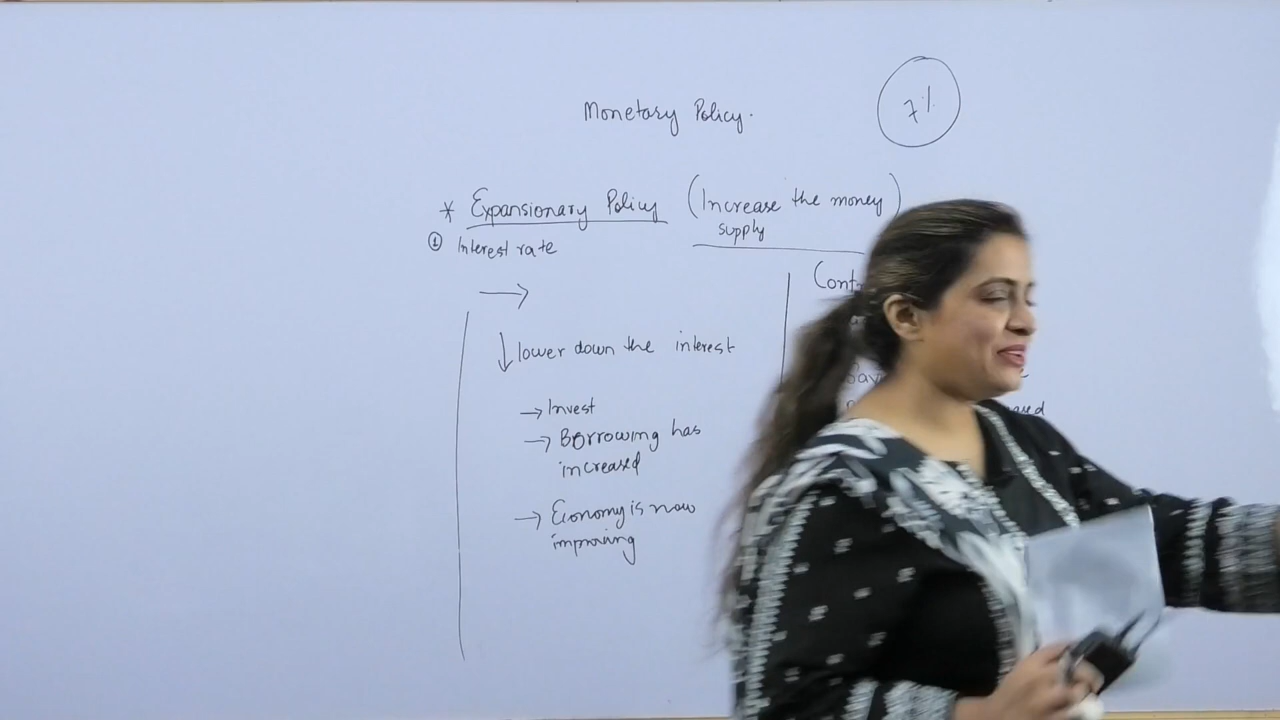 Monetary Policy.
7%
* Expansionary Policy (Increase the money)
supply
① Interest rate
→
↓ lower down the interest
→ Invest
→ Borrowing has
increased
→ Economy is now
improving